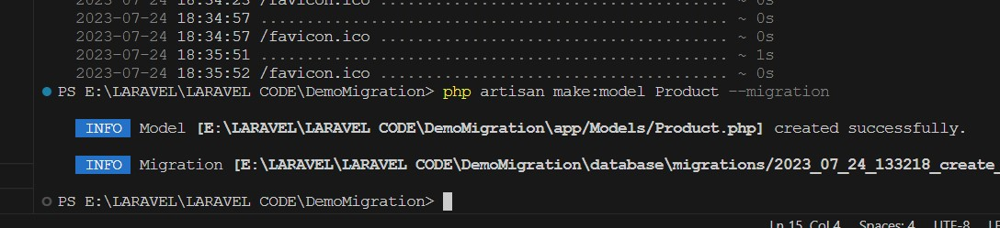 2023-07-24 18:34:23 /favicon.ico ....................................... ~ 0s
2023-07-24 18:34:57 .................................................... ~ 0s
2023-07-24 18:34:57 /favicon.ico ....................................... ~ 0s
2023-07-24 18:35:51 .................................................... ~ 1s
2023-07-24 18:35:52 /favicon.ico ....................................... ~ 0s
PS E:\LARAVEL\LARAVEL CODE\DemoMigration> php artisan make:model Product --migration
INFO Model [E:\LARAVEL\LARAVEL CODE\DemoMigration\app/Models/Product.php] created successfully.
INFO Migration [E:\LARAVEL\LARAVEL CODE\DemoMigration\database\migrations/2023_07_24_133218_create_
PS E:\LARAVEL\LARAVEL CODE\DemoMigration>
Ln 15, Col 4 Spaces: 4 UTF-8